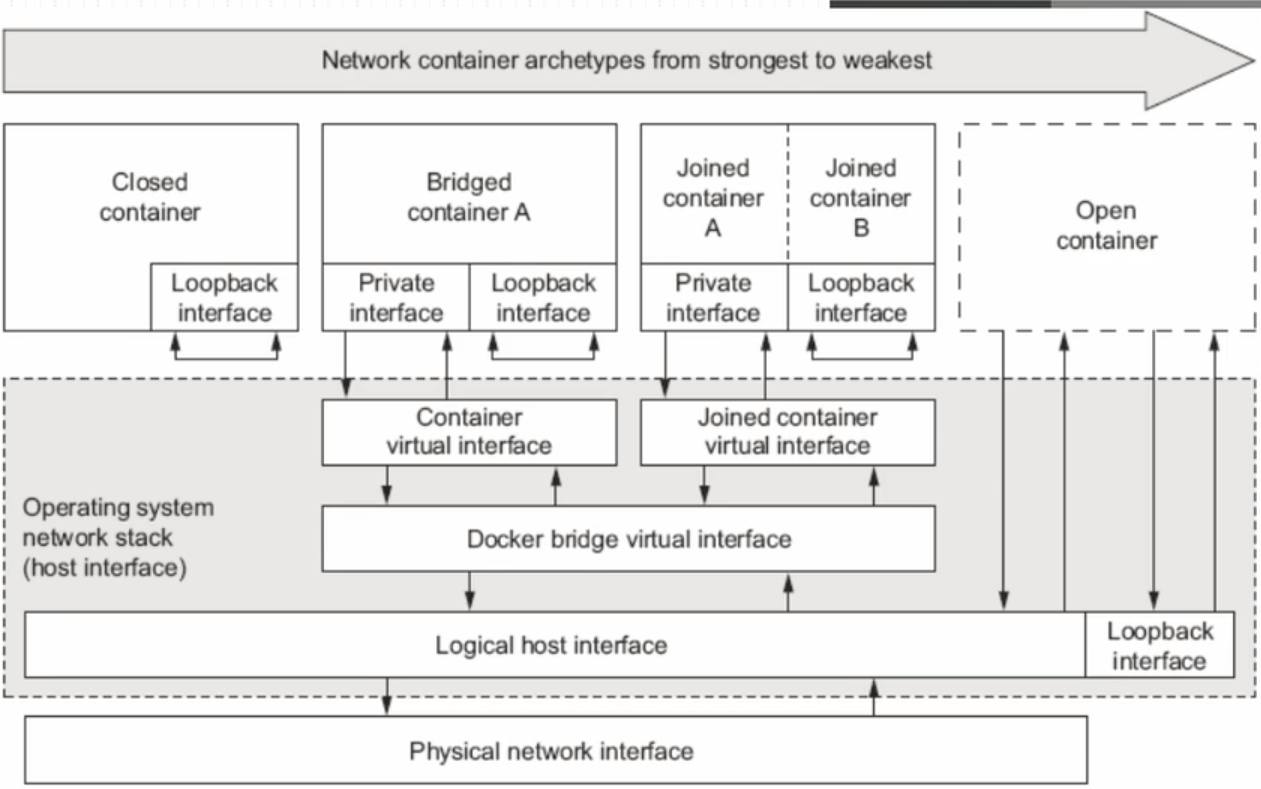 Network container archetypes from strongest to weakest
Closed
container
Loopback
interface
Bridged
container A
Private
interface
Loopback
interface
Joined
container
A
Joined
container
B
Private
interface
Loopback
interface
Open
container
Container
virtual interface
Joined container
virtual interface
Operating system
network stack
(host interface)
Docker bridge virtual interface
Logical host interface
Loopback
interface
Physical network interface